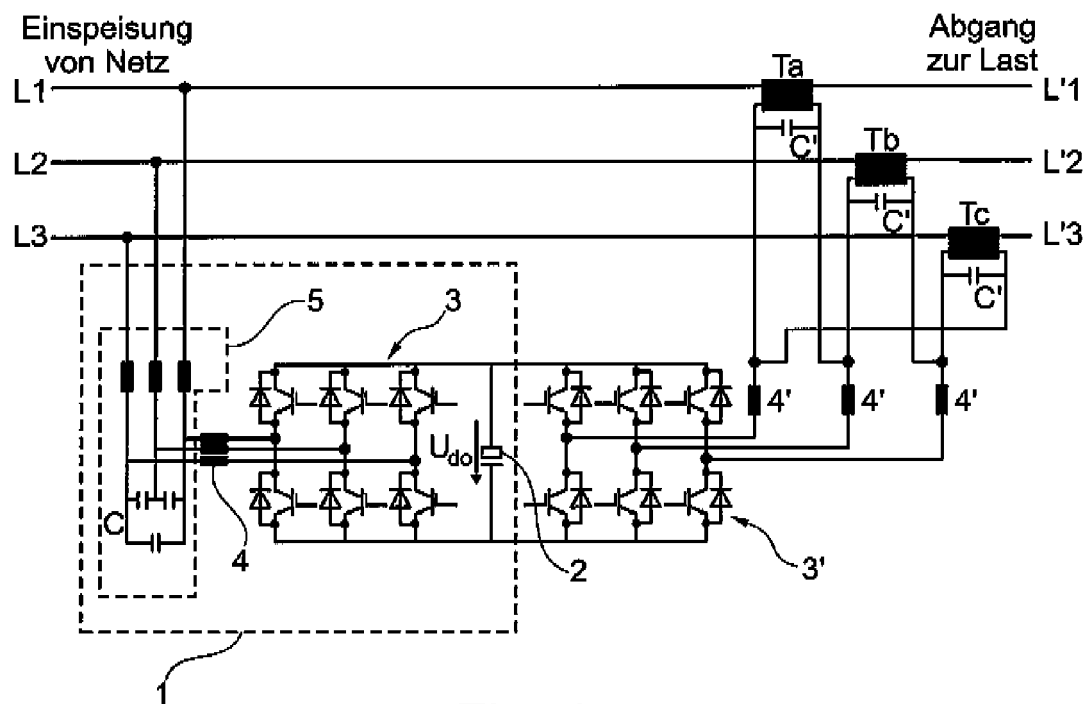 Einspeisung
von Netz
Abgang
zur Last
L1
Ta
L'1
C'
L2
Tb
L'2
C'
L3
Tc
L'3
C'
5
3
4'
4'
4'
Udo
C
4
2
3'
1